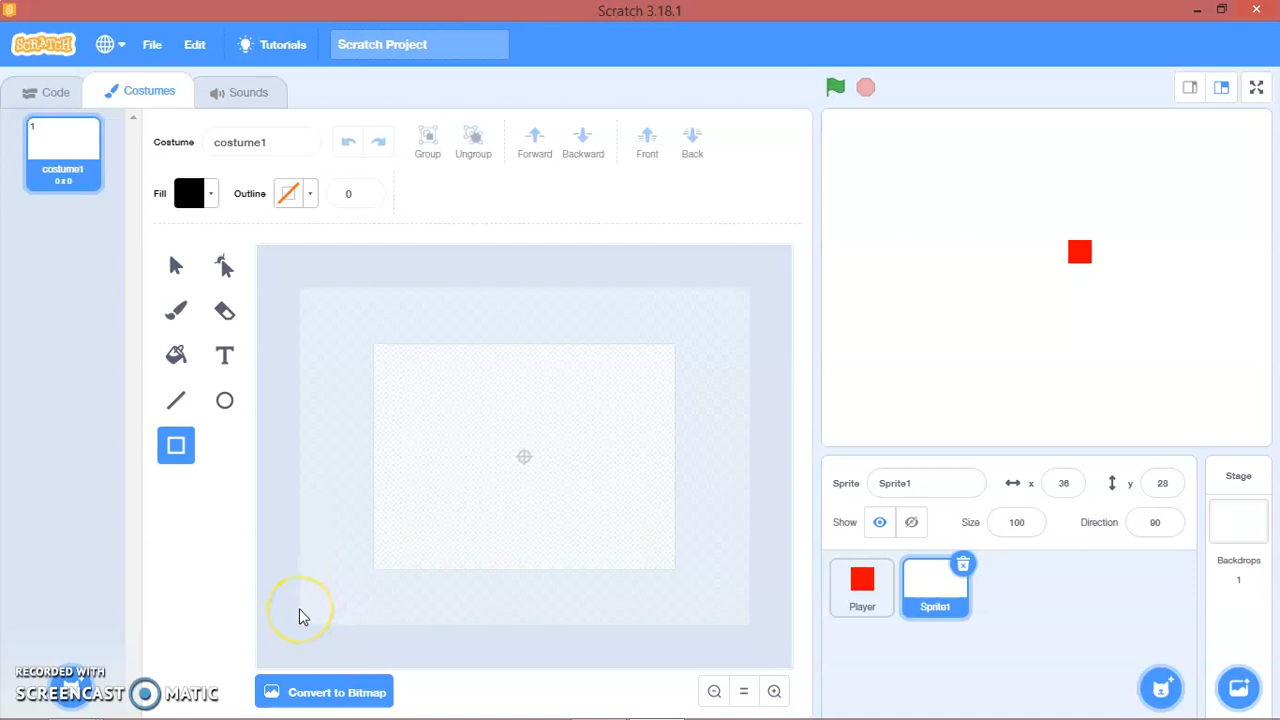 Scratch 3.18.1
SCRATCH
File
Edit
Tutorials
Scratch Project
Code
Costumes
Sounds
1
costume1
0 x 0
Costume
costume1
Group
Ungroup
Forward
Backward
Front
Back
Fill
Outline
0
Convert to Bitmap
Sprite
Sprite1
x
36
y
28
Show
Size
100
Direction
90
Player
Sprite1
Stage
Backdrops
1
RECORDED WITH
SCREENCAST MATIC